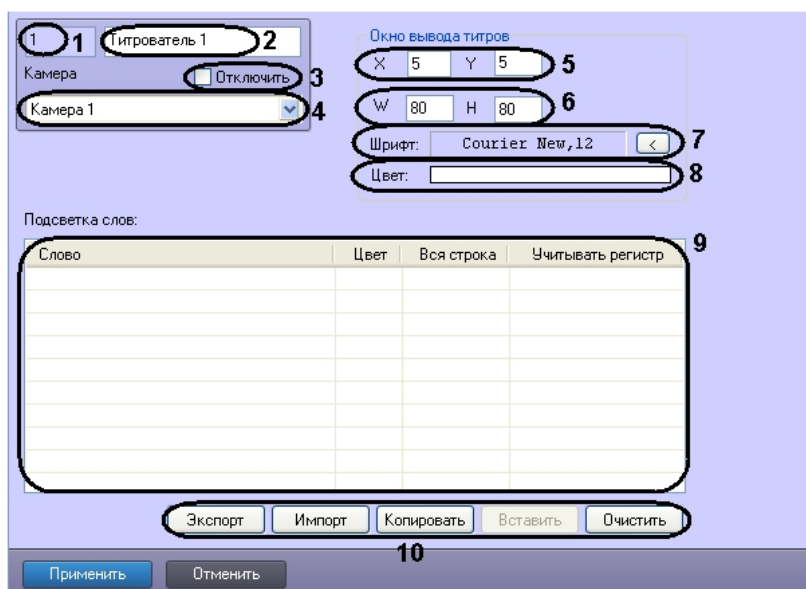 1 1 Титрователь 1 2
Камера Отключить 3
Камера 1 4
Окно вывода титров
X 5 Y 5 5
W 80 H 80 6
Шрифт: Courier New,12 < 7
Цвет: 8
Подсветка слов:
Слово Цвет Вся строка Учитывать регистр 9
Экспорт Импорт Копировать Вставить Очистить
10
Применить Отменить